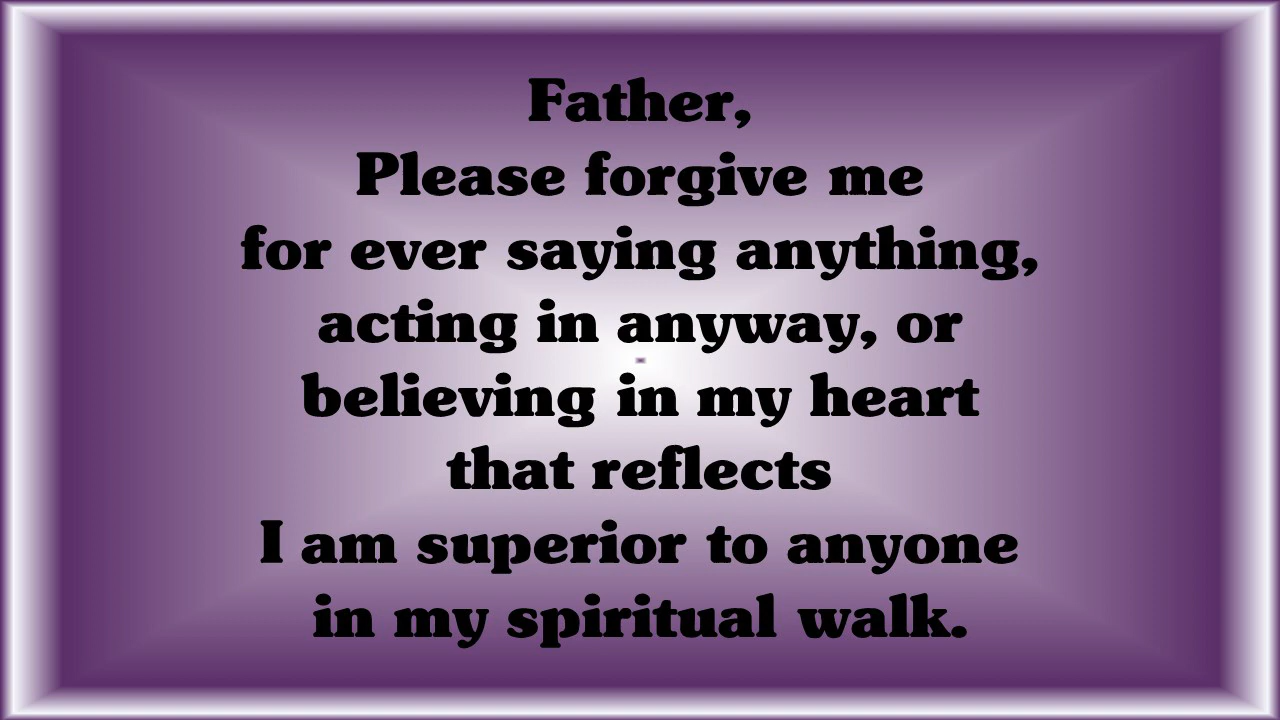 Father,
Please forgive me
for ever saying anything,
acting in anyway, or
believing in my heart
that reflects
I am superior to anyone
in my spiritual walk.